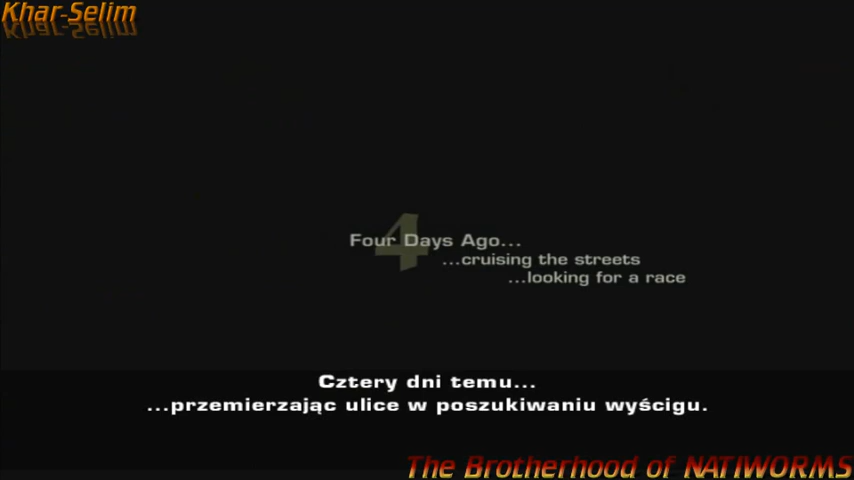 Khar-Selim
4
Four Days Ago...
...cruising the streets
...looking for a race
Cztery dni temu...
...przemierzając ulice w poszukiwaniu wyścigu.
The Brotherhood of NATIWORMS